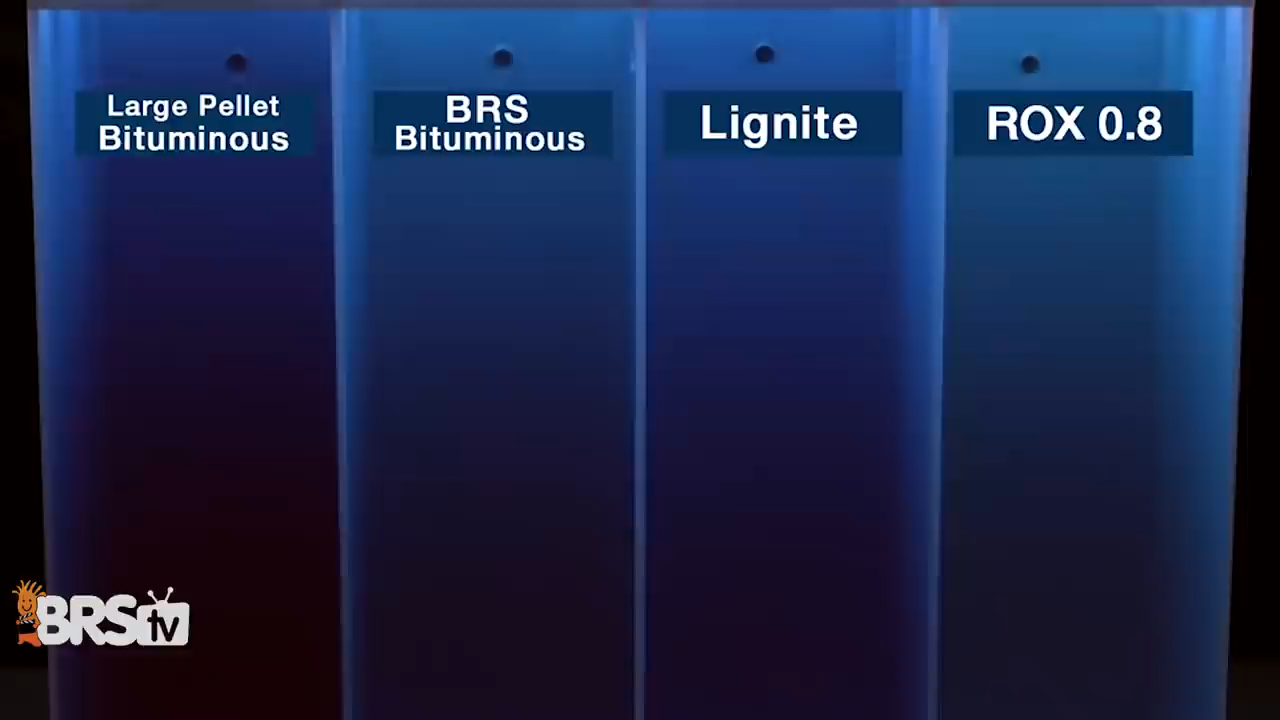 Large Pellet
Bituminous
BRS
Bituminous
Lignite
ROX 0.8
BRStv